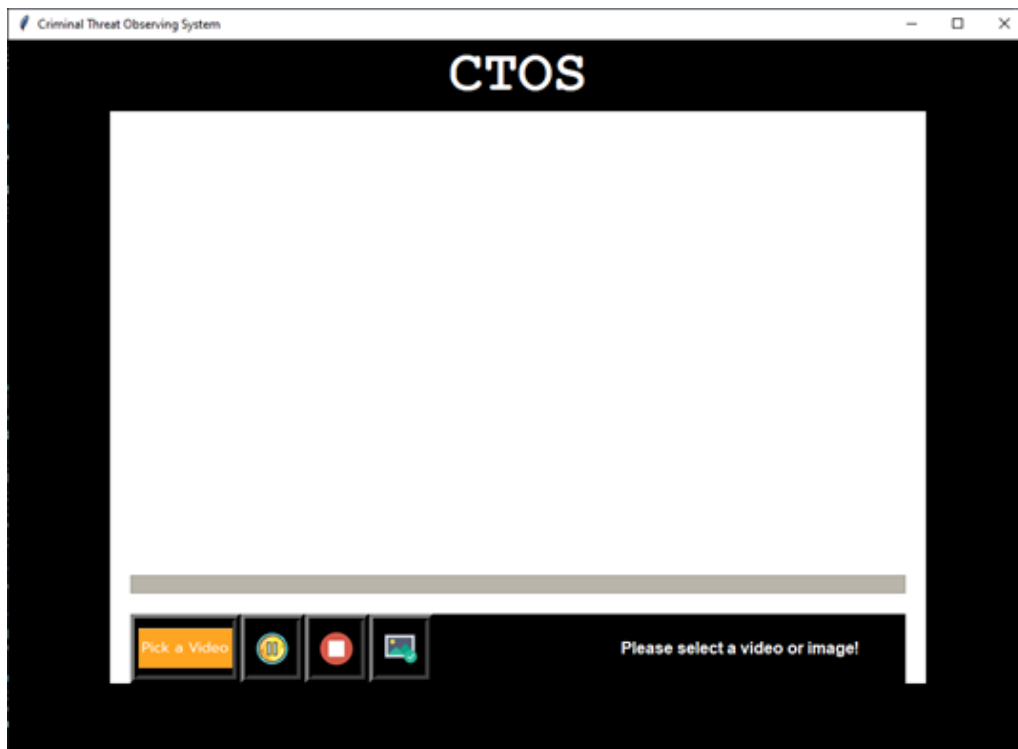 Criminal Threat Observing System
CTOS
Pick a Video
Please select a video or image!